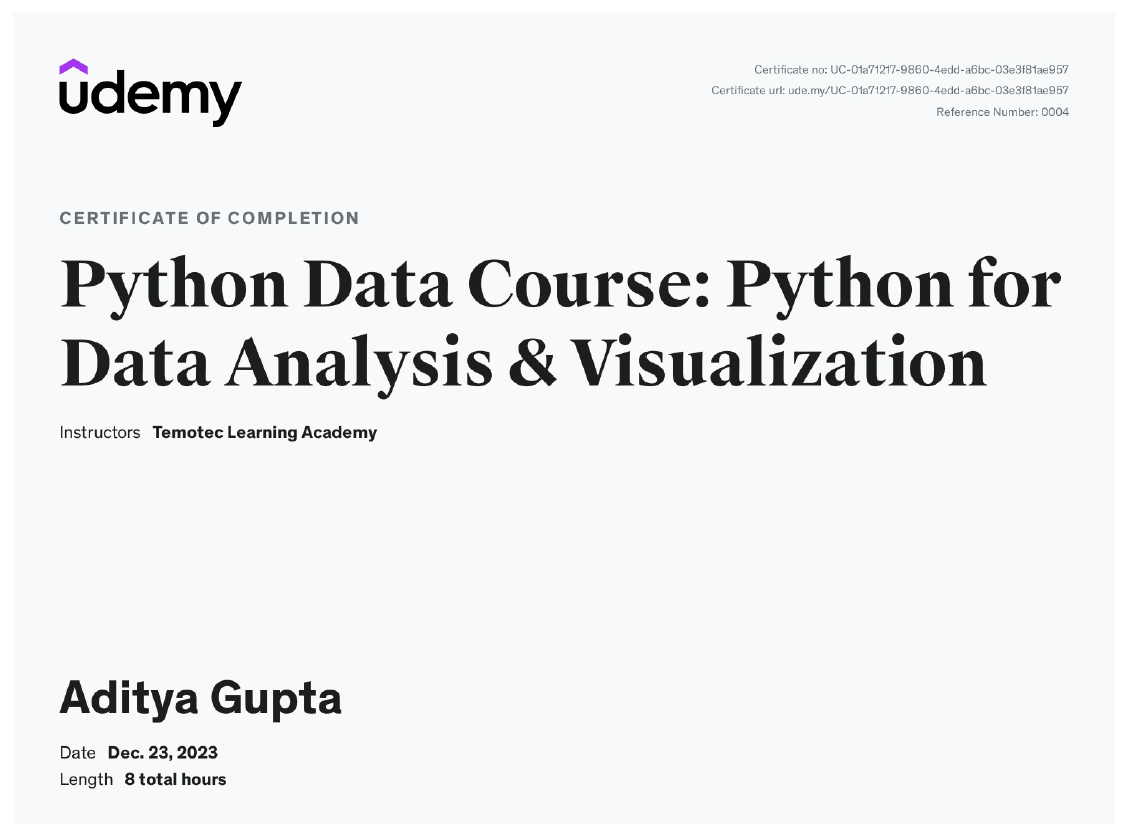 udemy
Certificate no: UC-01a71217-9860-4edd-a6bc-03e3f81ae957
Certificate url: ude.my/UC-01a71217-9860-4edd-a6bc-03e3f81ae957
Reference Number: 0004
CERTIFICATE OF COMPLETION
Python Data Course: Python for
Data Analysis & Visualization
Instructors Temotec Learning Academy
Aditya Gupta
Date Dec. 23, 2023
Length 8 total hours